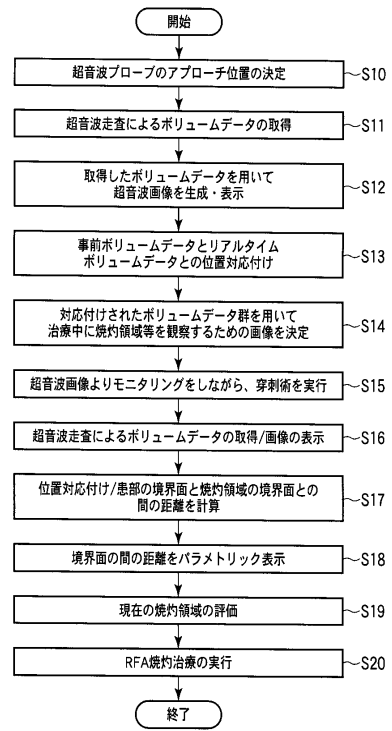 開始
超音波プローブのアプローチ位置の決定
S10
超音波走査によるボリュームデータの取得
S11
取得したボリュームデータを用いて
超音波画像を生成・表示
S12
事前ボリュームデータとリアルタイム
ボリュームデータとの位置対応付け
S13
対応付けされたボリュームデータ群を用いて
治療中に焼灼領域等を観察するための画像を決定
S14
超音波画像よりモニタリングをしながら、穿刺術を実行
S15
超音波走査によるボリュームデータの取得/画像の表示
S16
位置対応付け/患部の境界面と焼灼領域の境界面との
間の距離を計算
S17
境界面の間の距離をパラメトリック表示
S18
現在の焼灼領域の評価
S19
RFA焼灼治療の実行
S20
終了